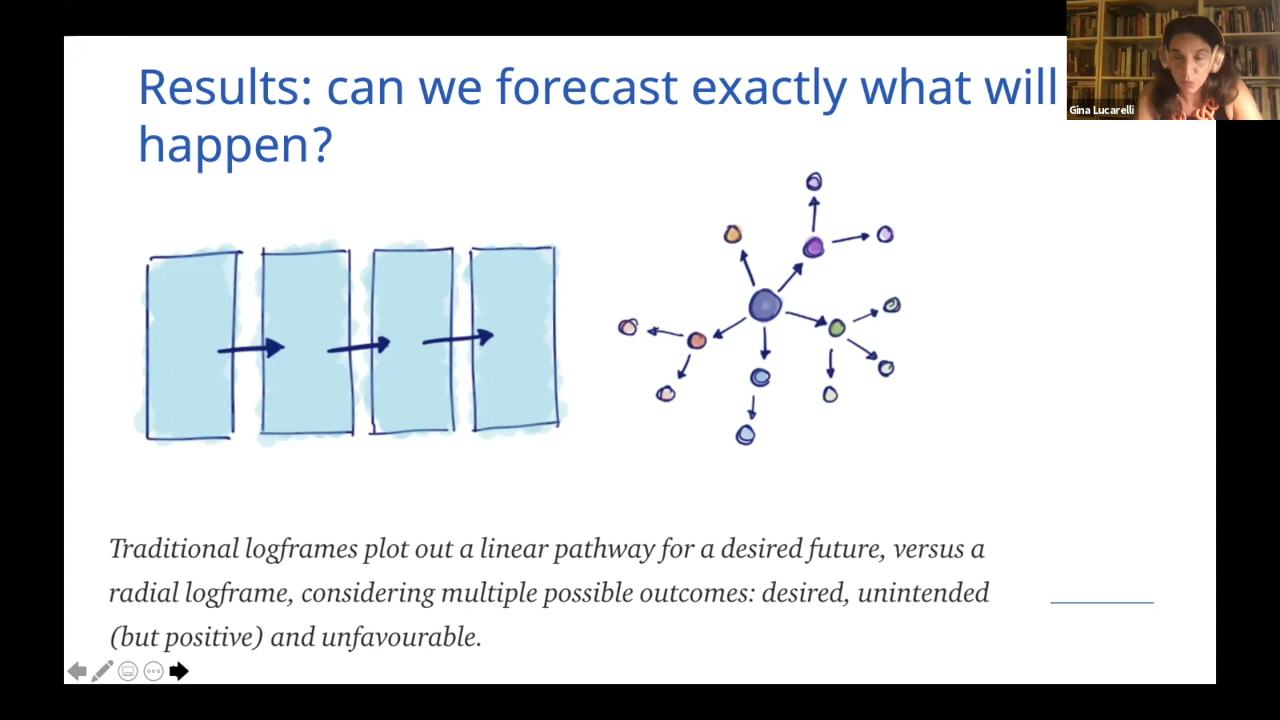 Results: can we forecast exactly what will
happen?
Gina Lucarelli
Traditional logframes plot out a linear pathway for a desired future, versus a
radial logframe, considering multiple possible outcomes: desired, unintended
(but positive) and unfavourable.